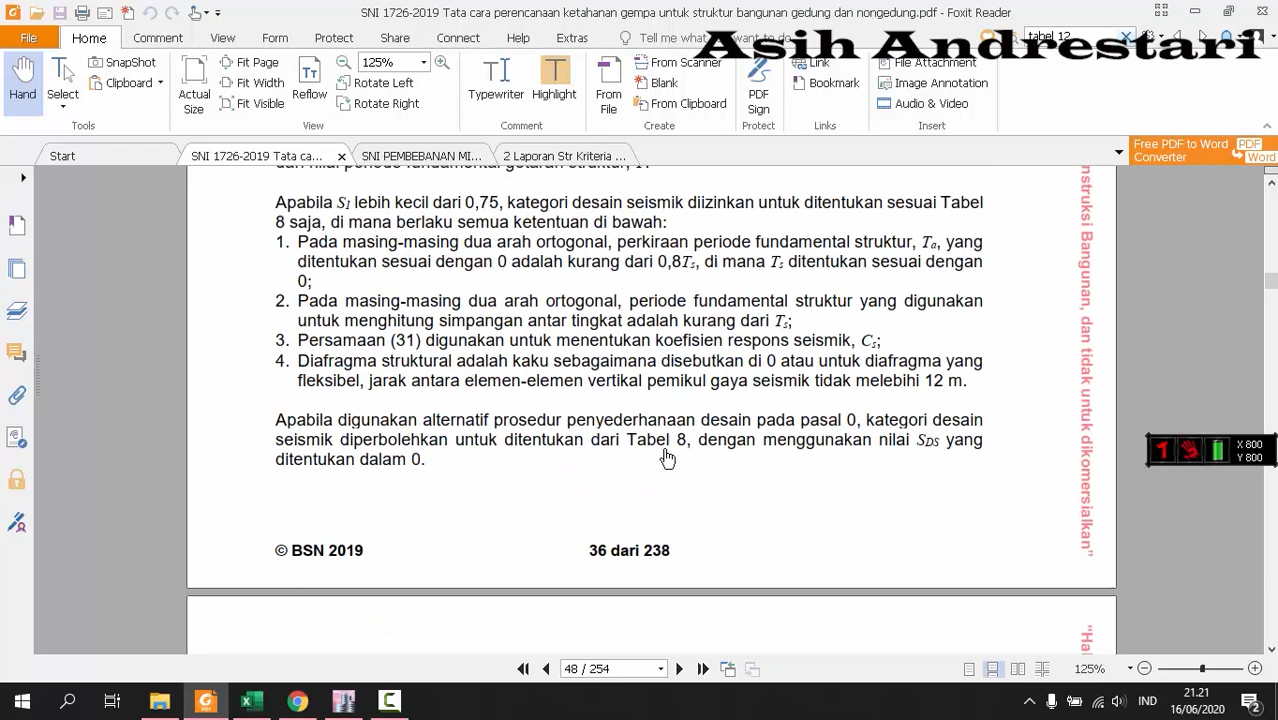 SNI 1726-2019 Tata cara perencanaan ketahanan gempa untuk struktur bangunan gedung dan nongedung.pdf - Foxit Reader
Asih Andrestari
File Home Comment View Form Protect Share Connect Help Extras Tell me what you want to do... tabel 12
Hand
Select
SnapShot
Clipboard
Tools
Actual Size
Fit Page
Fit Width
Fit Visible
Reflow
125%
Rotate Left
Rotate Right
View
Typewriter
Highlight
Comment
From File
From Scanner
Blank
From Clipboard
Create
PDF Sign
Protect
Link
Bookmark
Links
File Attachment
Image Annotation
Audio & Video
Insert
Start
SNI 1726-2019 Tata ca...
SNI PEMBEBANAN MI...
2 Laporan Str Kriteria ...
Free PDF to Word Converter
PDF
Word
Apabila S1 lebih kecil dari 0,75, kategori desain seismik diizinkan untuk ditentukan sesuai Tabel
8 saja, di mana berlaku semua ketentuan di bawah:
1. Pada masing-masing dua arah ortogonal, perkiraan periode fundamental struktur, Ta, yang
ditentukan sesuai dengan 0 adalah kurang dari 0,8Ts, di mana Ts ditentukan sesuai dengan
0;
2. Pada masing-masing dua arah ortogonal, periode fundamental struktur yang digunakan
untuk menghitung simpangan antar tingkat adalah kurang dari Ts;
3. Persamaan (31) digunakan untuk menentukan koefisien respons seismik, Cs;
4. Diafragma struktural adalah kaku sebagaimana disebutkan di 0 atau untuk diafragma yang
fleksibel, jarak antara elemen-elemen vertikal pemikul gaya seismik tidak melebihi 12 m.
Apabila digunakan alternatif prosedur penyederhanaan desain pada pasal 0, kategori desain
seismik diperbolehkan untuk ditentukan dari Tabel 8, dengan menggunakan nilai SDS yang
ditentukan dalam 0.
© BSN 2019
36 dari 238
nstruksi Bangunan, dan tidak untuk dikomersialkan"
"Ha
X 800
Y 800
48 / 254
125%
IND
21.21
16/06/2020
2